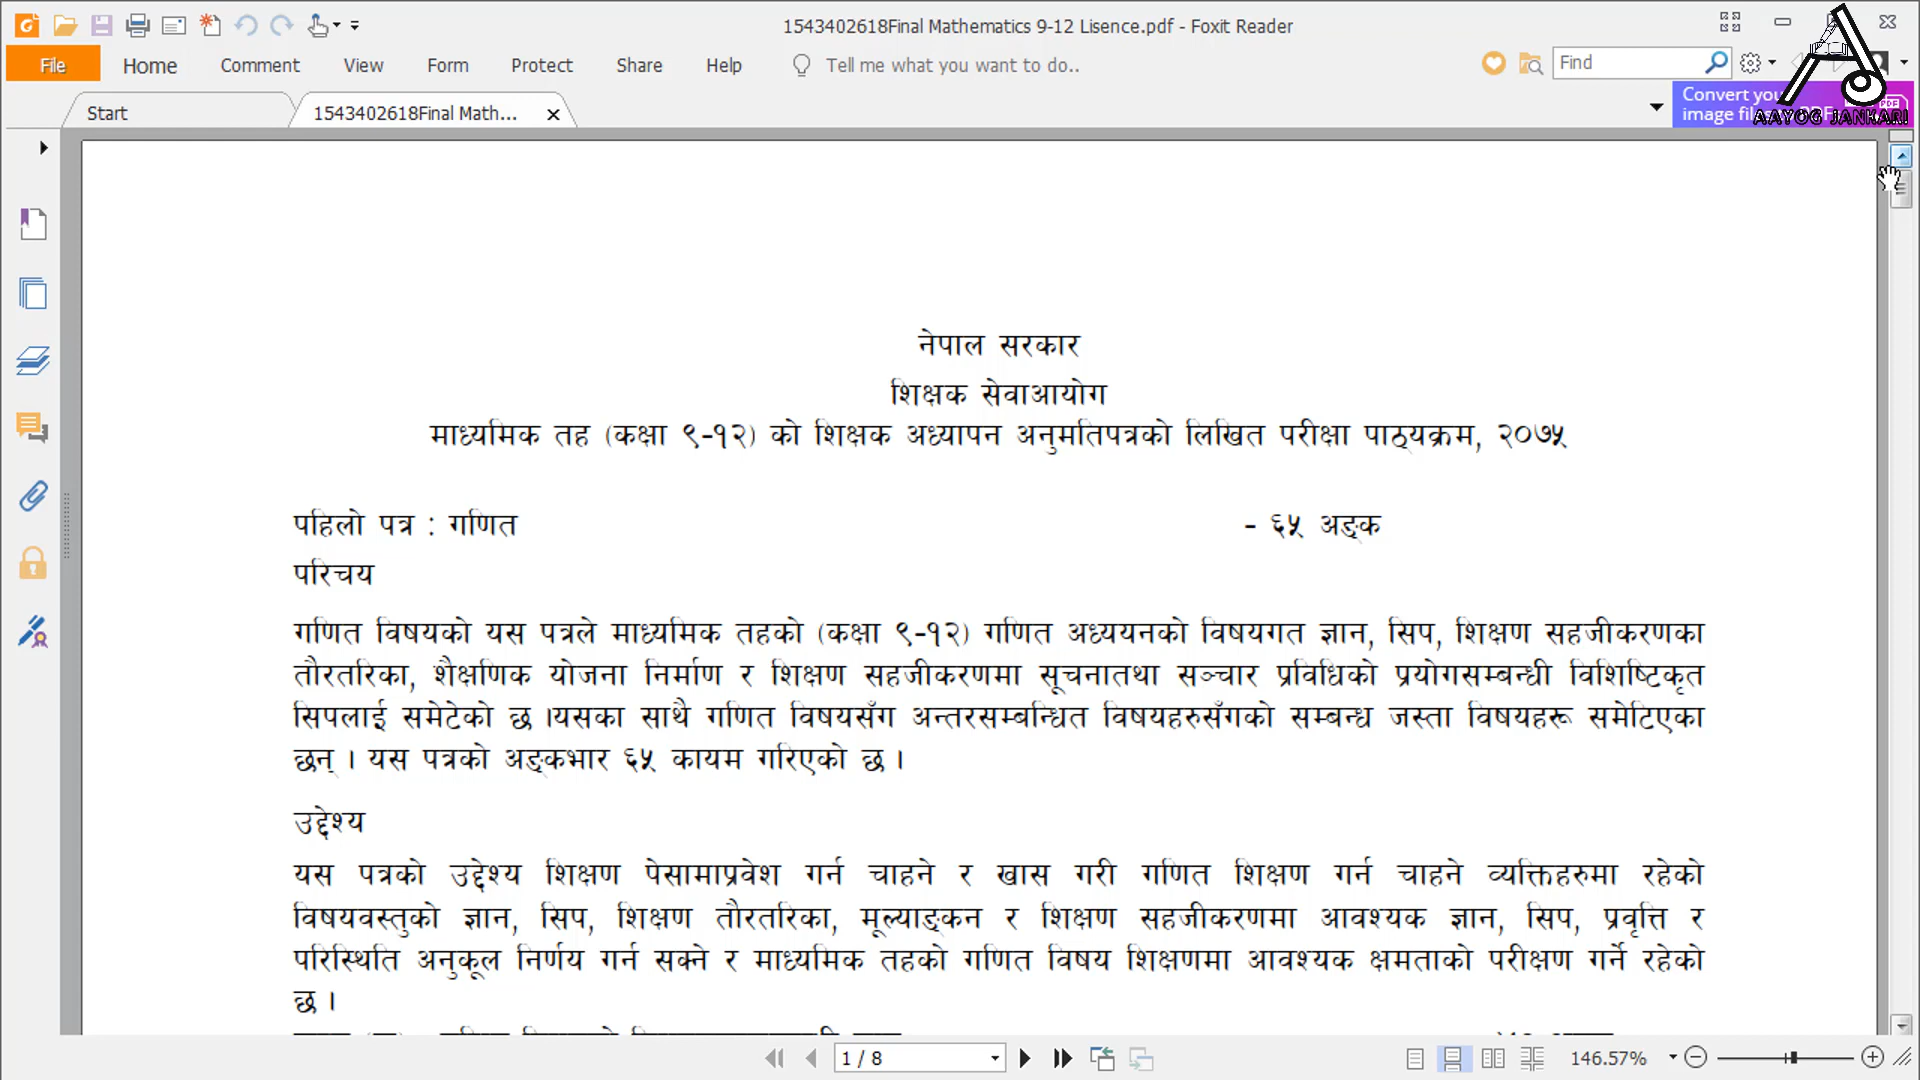 1543402618Final Mathematics 9-12 Lisence.pdf - Foxit Reader
File Home Comment View Form Protect Share Help Tell me what you want to do.. Find
Start 1543402618Final Math... Convert you
image fil
AAYOG JANKARI
नेपाल सरकार
शिक्षक सेवाआयोग
माध्यमिक तह (कक्षा ९-१२) को शिक्षक अध्यापन अनुमतिपत्रको लिखित परीक्षा पाठ्यक्रम, २०७५
पहिलो पत्र : गणित - ६५ अङ्क
परिचय
गणित विषयको यस पत्रले माध्यमिक तहको (कक्षा ९-१२) गणित अध्ययनको विषयगत ज्ञान, सिप, शिक्षण सहजीकरणका
तौरतरिका, शैक्षणिक योजना निर्माण र शिक्षण सहजीकरणमा सूचनातथा सञ्चार प्रविधिको प्रयोगसम्बन्धी विशिष्टिकृत
सिपलाई समेटेको छ ।यसका साथै गणित विषयसँग अन्तरसम्बन्धित विषयहरुसँगको सम्बन्ध जस्ता विषयहरू समेटिएका
छन् । यस पत्रको अङ्कभार ६५ कायम गरिएको छ ।
उद्देश्य
यस पत्रको उद्देश्य शिक्षण पेसामाप्रवेश गर्न चाहने र खास गरी गणित शिक्षण गर्न चाहने व्यक्तिहरुमा रहेको
विषयवस्तुको ज्ञान, सिप, शिक्षण तौरतरिका, मूल्याङ्कन र शिक्षण सहजीकरणमा आवश्यक ज्ञान, सिप, प्रवृत्ति र
परिस्थिति अनुकूल निर्णय गर्न सक्ने र माध्यमिक तहको गणित विषय शिक्षणमा आवश्यक क्षमताको परीक्षण गर्ने रहेको
छ ।
1 / 8 146.57%